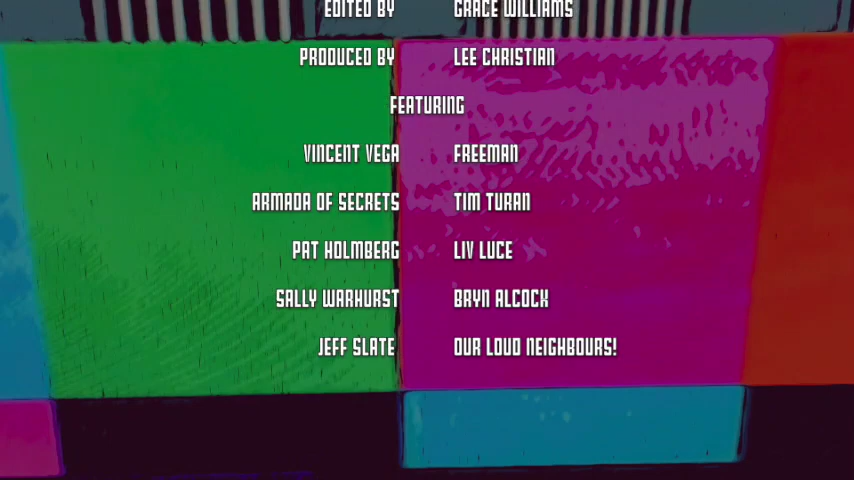 EDITED BY GRACE WILLIAMS
PRODUCED BY LEE CHRISTIAN
FEATURING
VINCENT VEGA FREEMAN
ARMADA OF SECRETS TIM TURAN
PAT HOLMBERG LIV LUCE
SALLY WARHURST BRYN ALCOCK
JEFF SLATE OUR LOUD NEIGHBOURS!